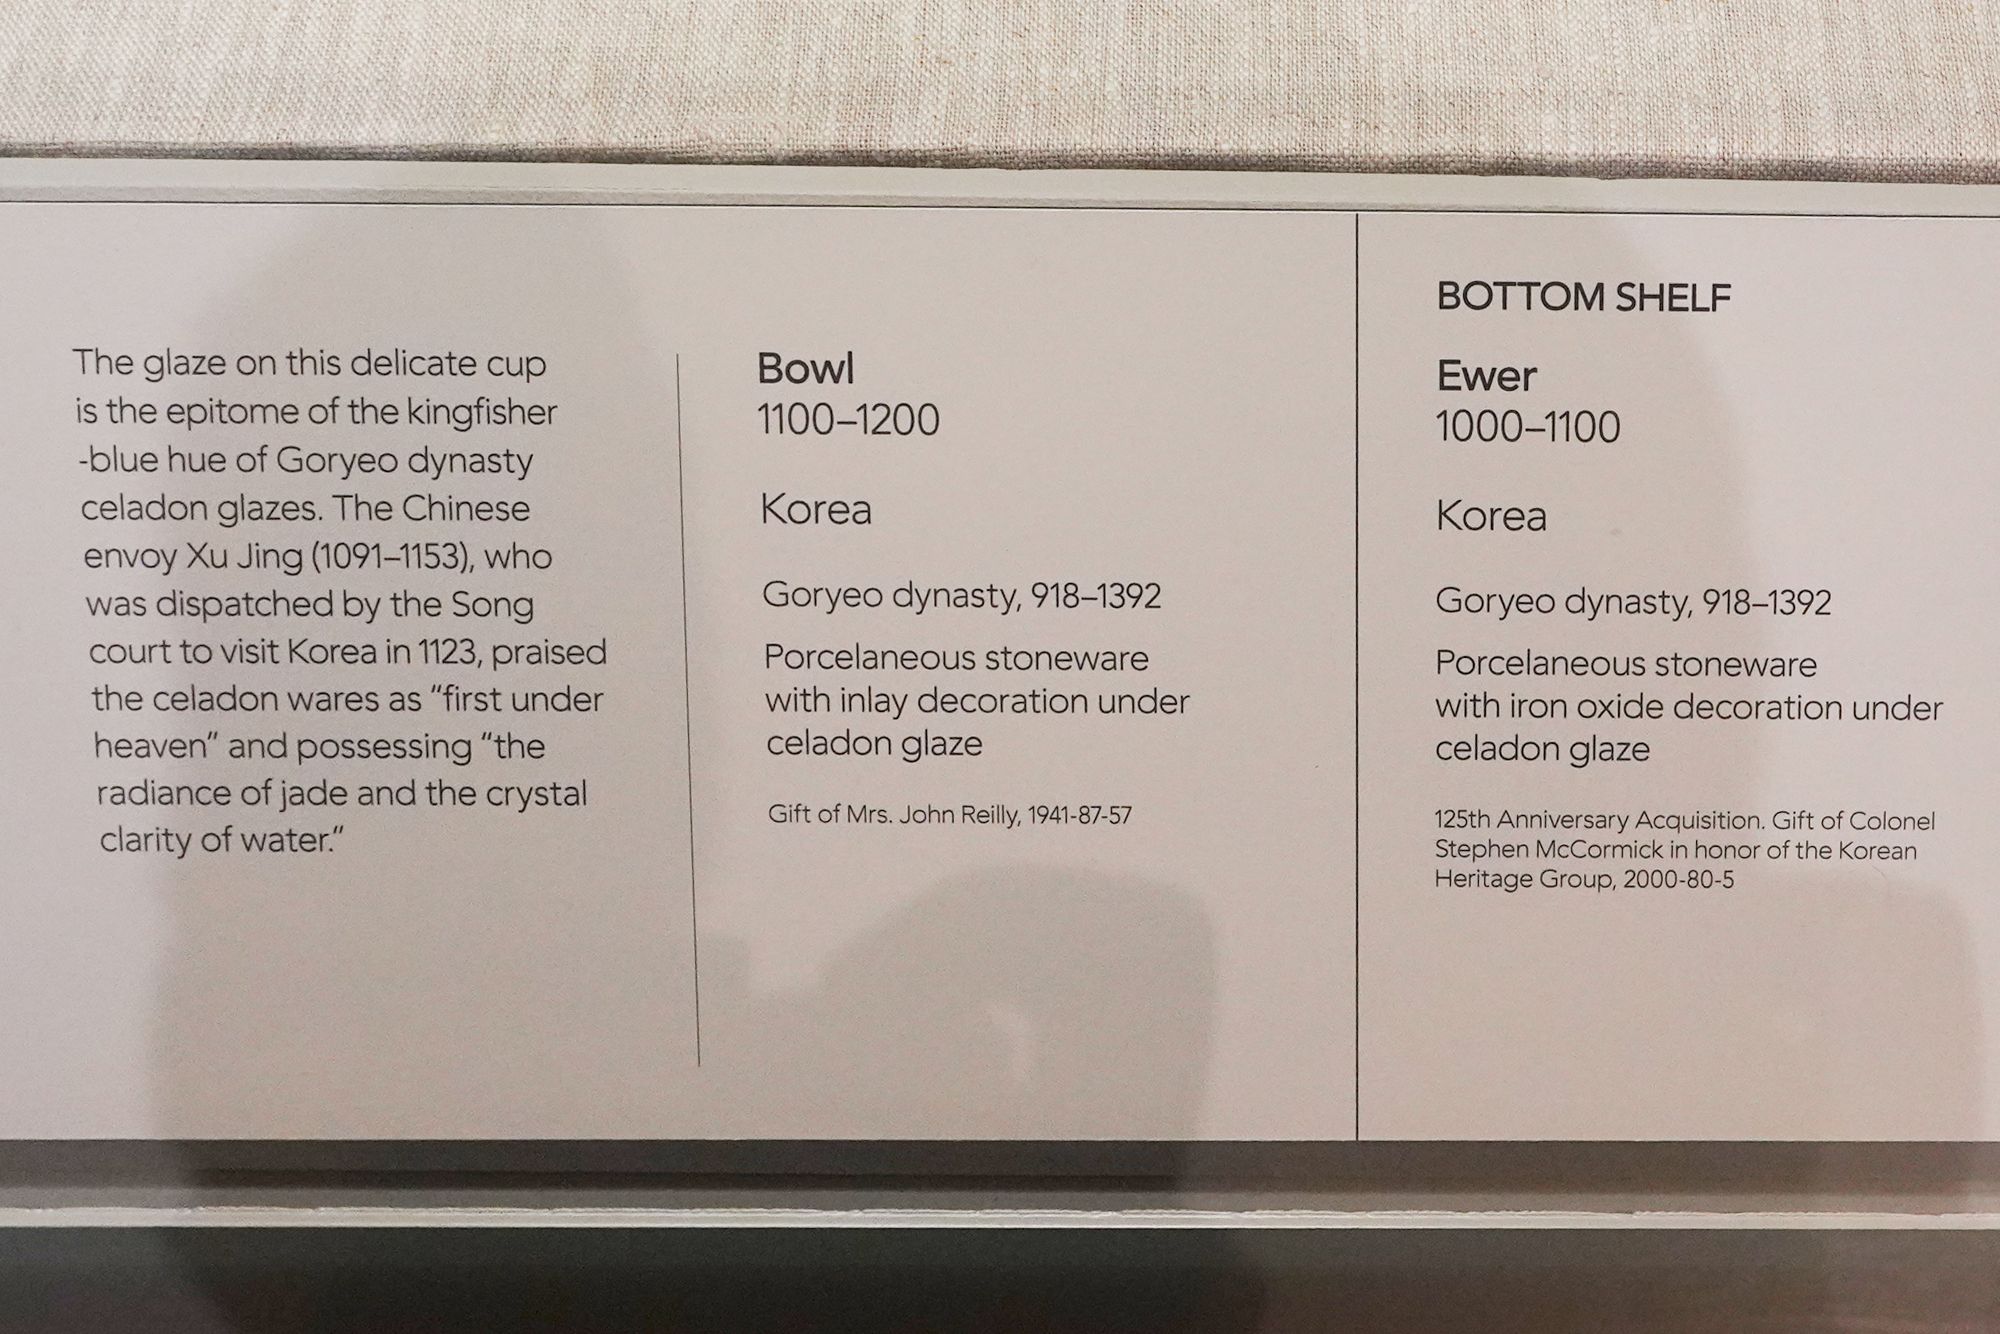 The glaze on this delicate cup
is the epitome of the kingfisher
-blue hue of Goryeo dynasty
celadon glazes. The Chinese
envoy Xu Jing (1091–1153), who
was dispatched by the Song
court to visit Korea in 1123, praised
the celadon wares as “first under
heaven” and possessing “the
radiance of jade and the crystal
clarity of water.”
Bowl
1100–1200
Korea
Goryeo dynasty, 918–1392
Porcelaneous stoneware
with inlay decoration under
celadon glaze
Gift of Mrs. John Reilly, 1941-87-57
BOTTOM SHELF
Ewer
1000–1100
Korea
Goryeo dynasty, 918–1392
Porcelaneous stoneware
with iron oxide decoration under
celadon glaze
125th Anniversary Acquisition. Gift of Colonel
Stephen McCormick in honor of the Korean
Heritage Group, 2000-80-5